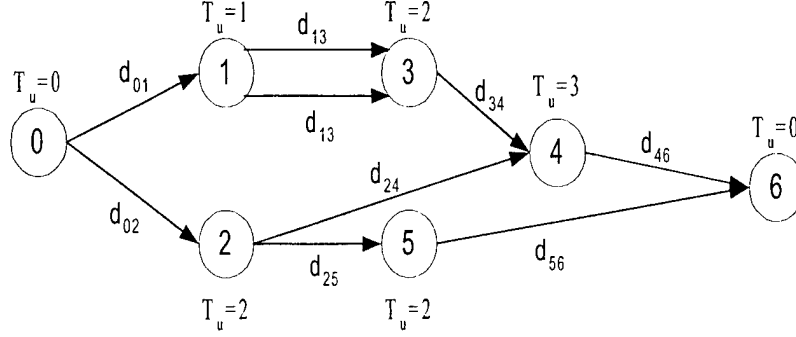 T_u=1
d_13
T_u=2
T_u=0
d_01
1
3
d_34
T_u=3
0
d_13
4
d_46
T_u=0
d_24
6
d_02
2
5
d_25
d_56
T_u=2
T_u=2